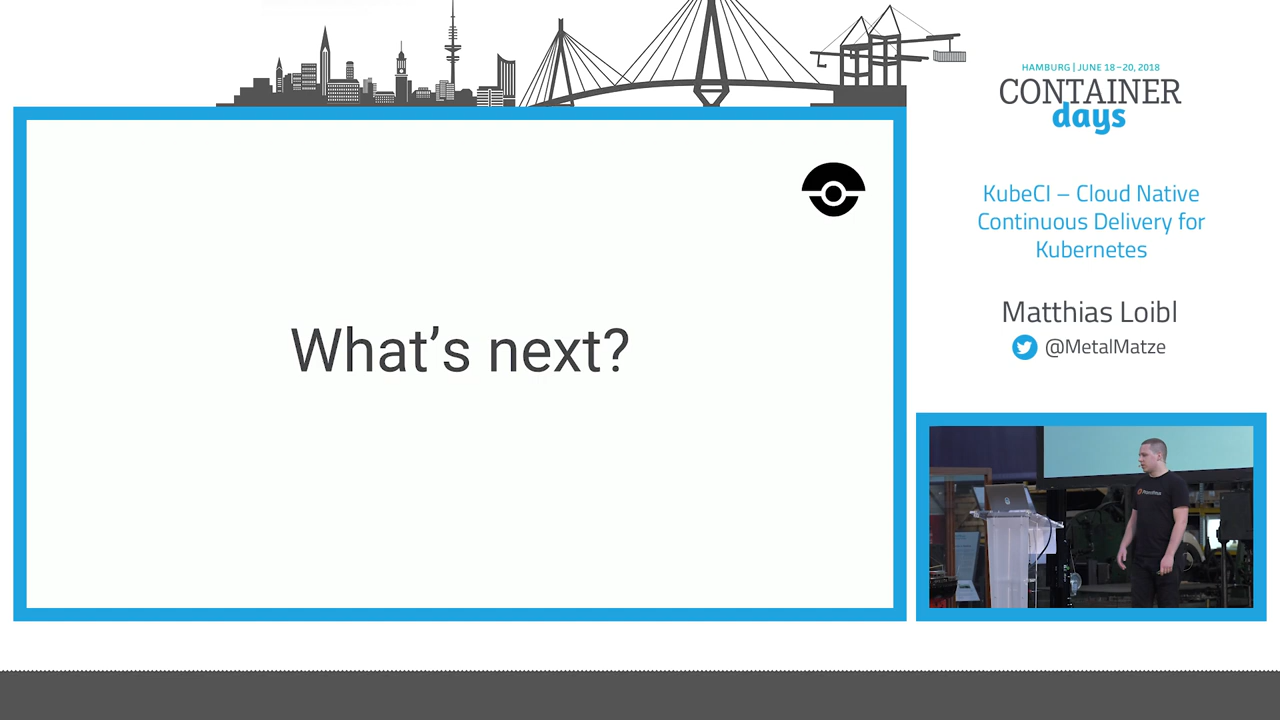 HAMBURG | JUNE 18–20, 2018
CONTAINER
days
What's next?
KubeCI – Cloud Native
Continuous Delivery for
Kubernetes
Matthias Loibl
@MetalMatze